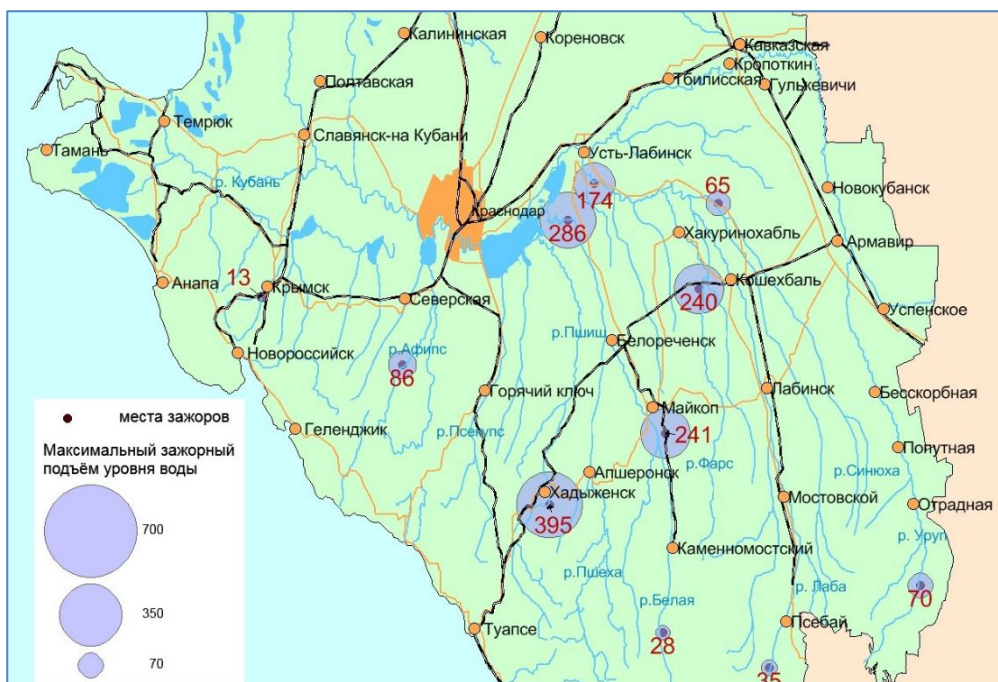 Калининская
Кореновск
Кавказская
Кропоткин
Тбилисская
Гулькевичи
Полтавская
Темрюк
Славянск-на Кубани
Тамань
Усть-Лабинск
р. Кубань
174
65
Новокубанск
Краснодар
286
Хакуринохабль
Армавир
13
Анапа
Крымск
Северская
Кошехбаль
240
Успенское
р.Пшиш
Белореченск
Новороссийск
р.Афипс
86
Горячий ключ
Лабинск
Бесскорбная
места зажоров
Майкоп
Геленджик
р.Псекупс
241
Максимальный зажорный
подъём уровня воды
Попутная
р.Фарс
р.Синюха
Апшеронск
Хадыженск
Мостовской
Отрадная
395
700
р. Уруп
Каменномостский
р.Пшеха
р. Лаба
70
р.Белая
350
Туапсе
Псебай
28
70
35